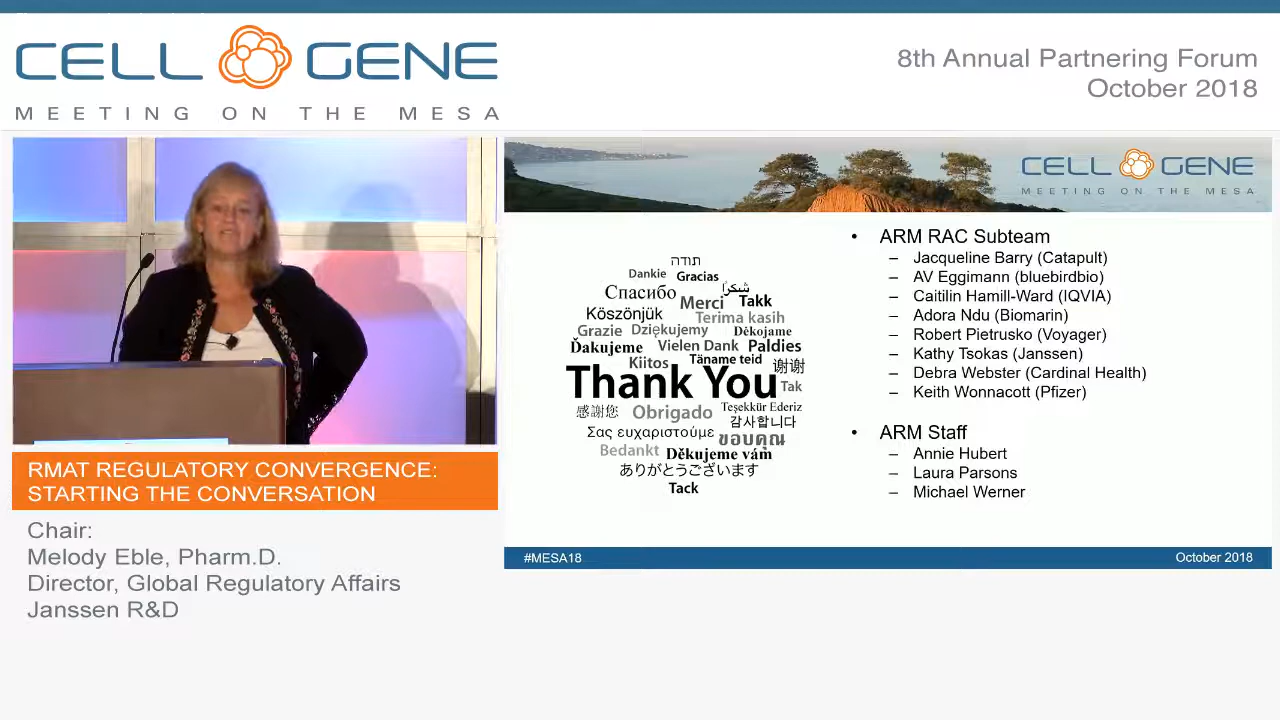 CELL GENE
MEETING ON THE MESA
8th Annual Partnering Forum
October 2018
CELL GENE
MEETING ON THE MESA
תודה
Dankie Gracias
Спасибо شكراً
Merci Takk
Köszönjük Terima kasih
Grazie Dziękujemy Dėkojame
Ďakujeme Vielen Dank Paldies
Kiitos Täname teid 谢谢
Thank You Tak
感謝您 Obrigado Teşekkür Ederiz
감사합니다
Σας ευχαριστούμε ขอบคุณ
Bedankt Děkujeme vám
ありがとうございます
Tack
• ARM RAC Subteam
– Jacqueline Barry (Catapult)
– AV Eggimann (bluebirdbio)
– Caitilin Hamill-Ward (IQVIA)
– Adora Ndu (Biomarin)
– Robert Pietrusko (Voyager)
– Kathy Tsokas (Janssen)
– Debra Webster (Cardinal Health)
– Keith Wonnacott (Pfizer)
• ARM Staff
– Annie Hubert
– Laura Parsons
– Michael Werner
#MESA18
October 2018
RMAT REGULATORY CONVERGENCE:
STARTING THE CONVERSATION
Chair:
Melody Eble, Pharm.D.
Director, Global Regulatory Affairs
Janssen R&D